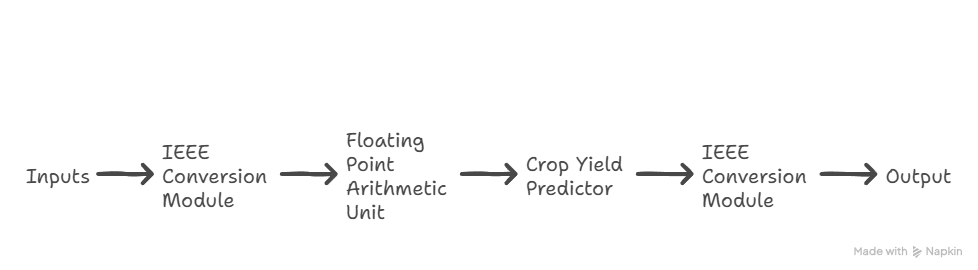 Inputs
IEEE
Conversion
Module
Floating
Point
Arithmetic
Unit
Crop Yield
Predictor
IEEE
Conversion
Module
Output
Made with Napkin